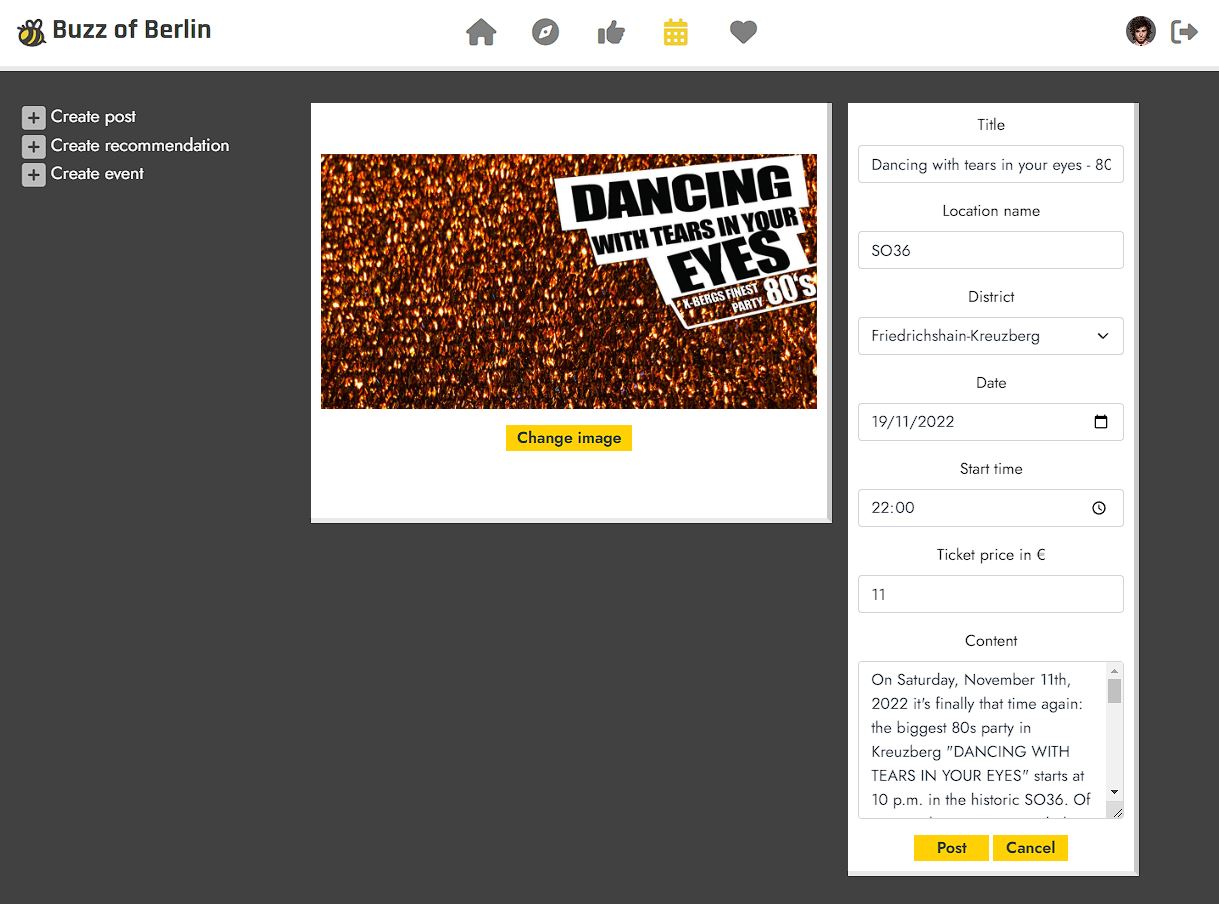 Buzz of Berlin
Create post
Create recommendation
Create event
DANCING
WITH TEARS IN YOUR
EYES
K-BERGS FINEST
PARTY 80's
Change image
Title
Dancing with tears in your eyes - 80
Location name
SO36
District
Friedrichshain-Kreuzberg
Date
19/11/2022
Start time
22:00
Ticket price in €
11
Content
On Saturday, November 11th,
2022 it's finally that time again:
the biggest 80s party in
Kreuzberg "DANCING WITH
TEARS IN YOUR EYES" starts at
10 p.m. in the historic SO36. Of
Post
Cancel